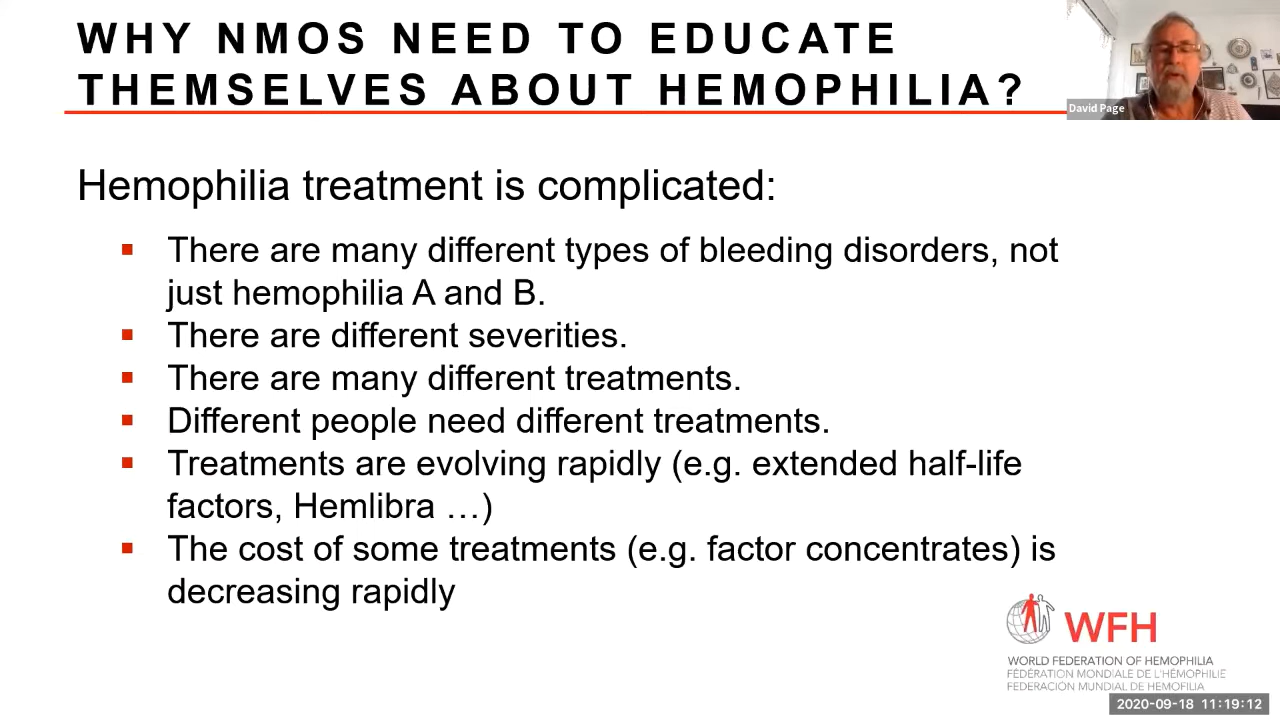 WHY NMOS NEED TO EDUCATE
THEMSELVES ABOUT HEMOPHILIA?
David Page
Hemophilia treatment is complicated:
▪ There are many different types of bleeding disorders, not
just hemophilia A and B.
▪ There are different severities.
▪ There are many different treatments.
▪ Different people need different treatments.
▪ Treatments are evolving rapidly (e.g. extended half-life
factors, Hemlibra …)
▪ The cost of some treatments (e.g. factor concentrates) is
decreasing rapidly
WFH
WORLD FEDERATION OF HEMOPHILIA
FÉDÉRATION MONDIALE DE L'HÉMOPHILIE
FEDERACIÓN MUNDIAL DE HEMOFILIA
2020-09-18 11:19:12